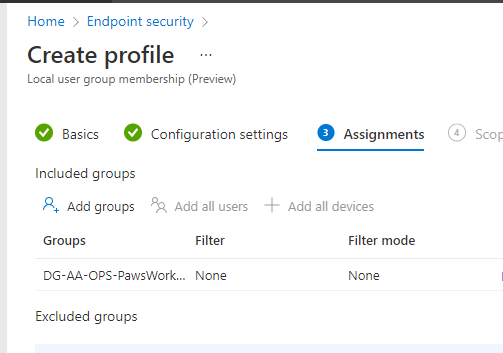 Home > Endpoint security >
Create profile ...
Local user group membership (Preview)
Basics Configuration settings 3 Assignments 4 Scop
Included groups
Add groups Add all users Add all devices
Groups Filter Filter mode
DG-AA-OPS-PawsWork... None None
Excluded groups